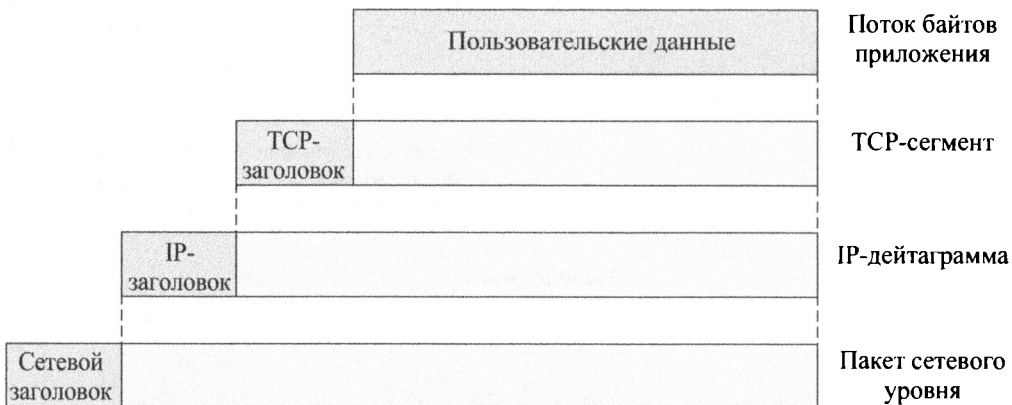 Пользовательские данные
Поток байтов
приложения
TCP-
заголовок
TCP-сегмент
IP-
заголовок
IP-дейтаграмма
Сетевой
заголовок
Пакет сетевого
уровня